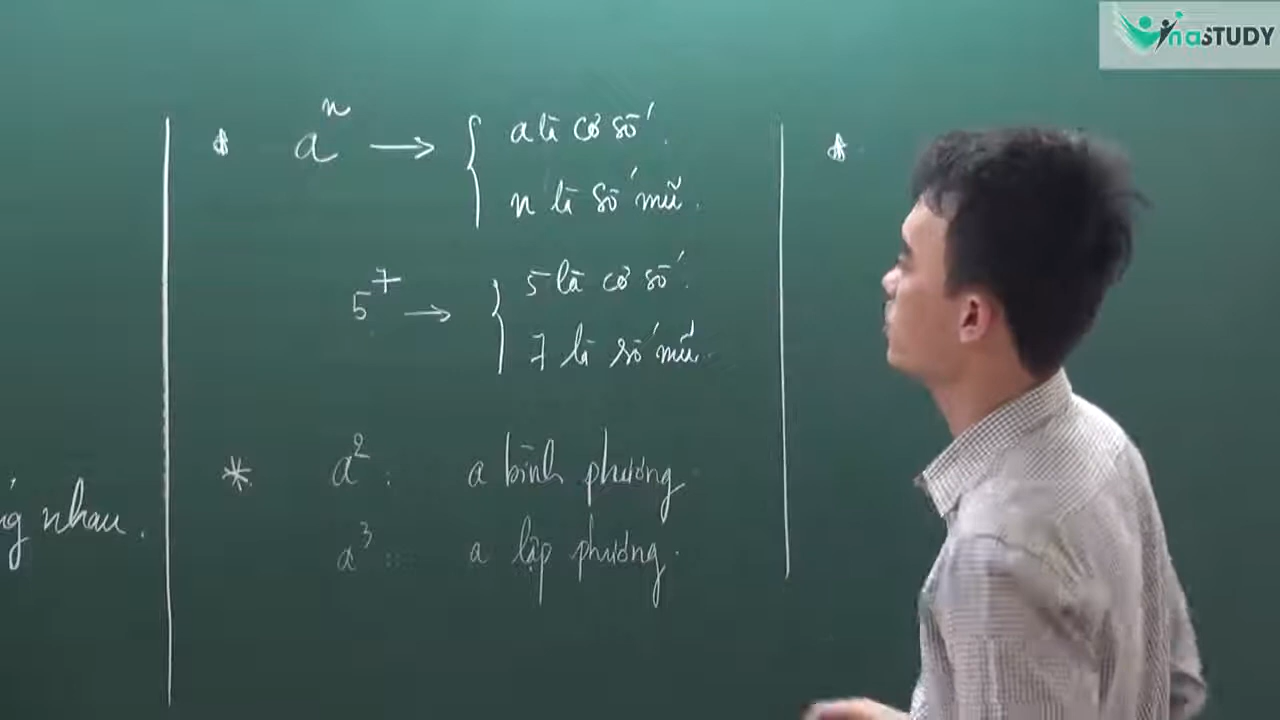 VinaSTUDY
* aⁿ → { a là cơ số.
n là số mũ.
5⁷ → { 5 là cơ số.
7 là số mũ.
* a² : a bình phương
a³ : a lập phương.
nhau.
*